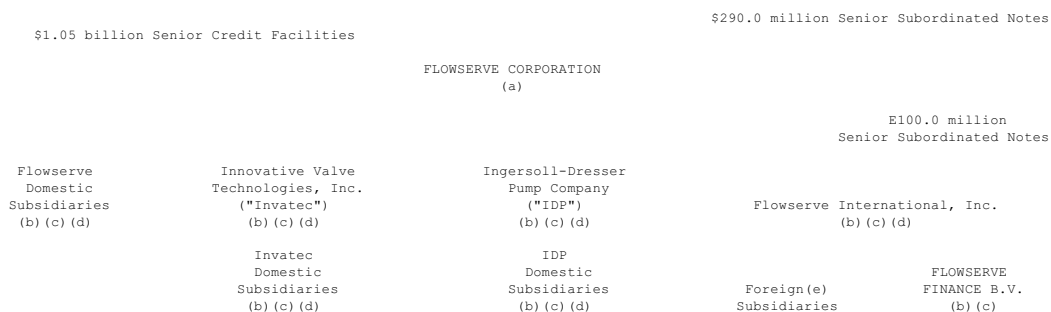 $290.0 million Senior Subordinated Notes
$1.05 billion Senior Credit Facilities
FLOWSERVE CORPORATION
(a)
E100.0 million
Senior Subordinated Notes
Flowserve Innovative Valve Ingersoll-Dresser
Domestic Technologies, Inc. Pump Company
Subsidiaries ("Invatec") ("IDP") Flowserve International, Inc.
(b)(c)(d) (b)(c)(d) (b)(c)(d) (b)(c)(d)
Invatec IDP
Domestic Domestic FLOWSERVE
Subsidiaries Subsidiaries Foreign(e) FINANCE B.V.
(b)(c)(d) (b)(c)(d) Subsidiaries (b)(c)